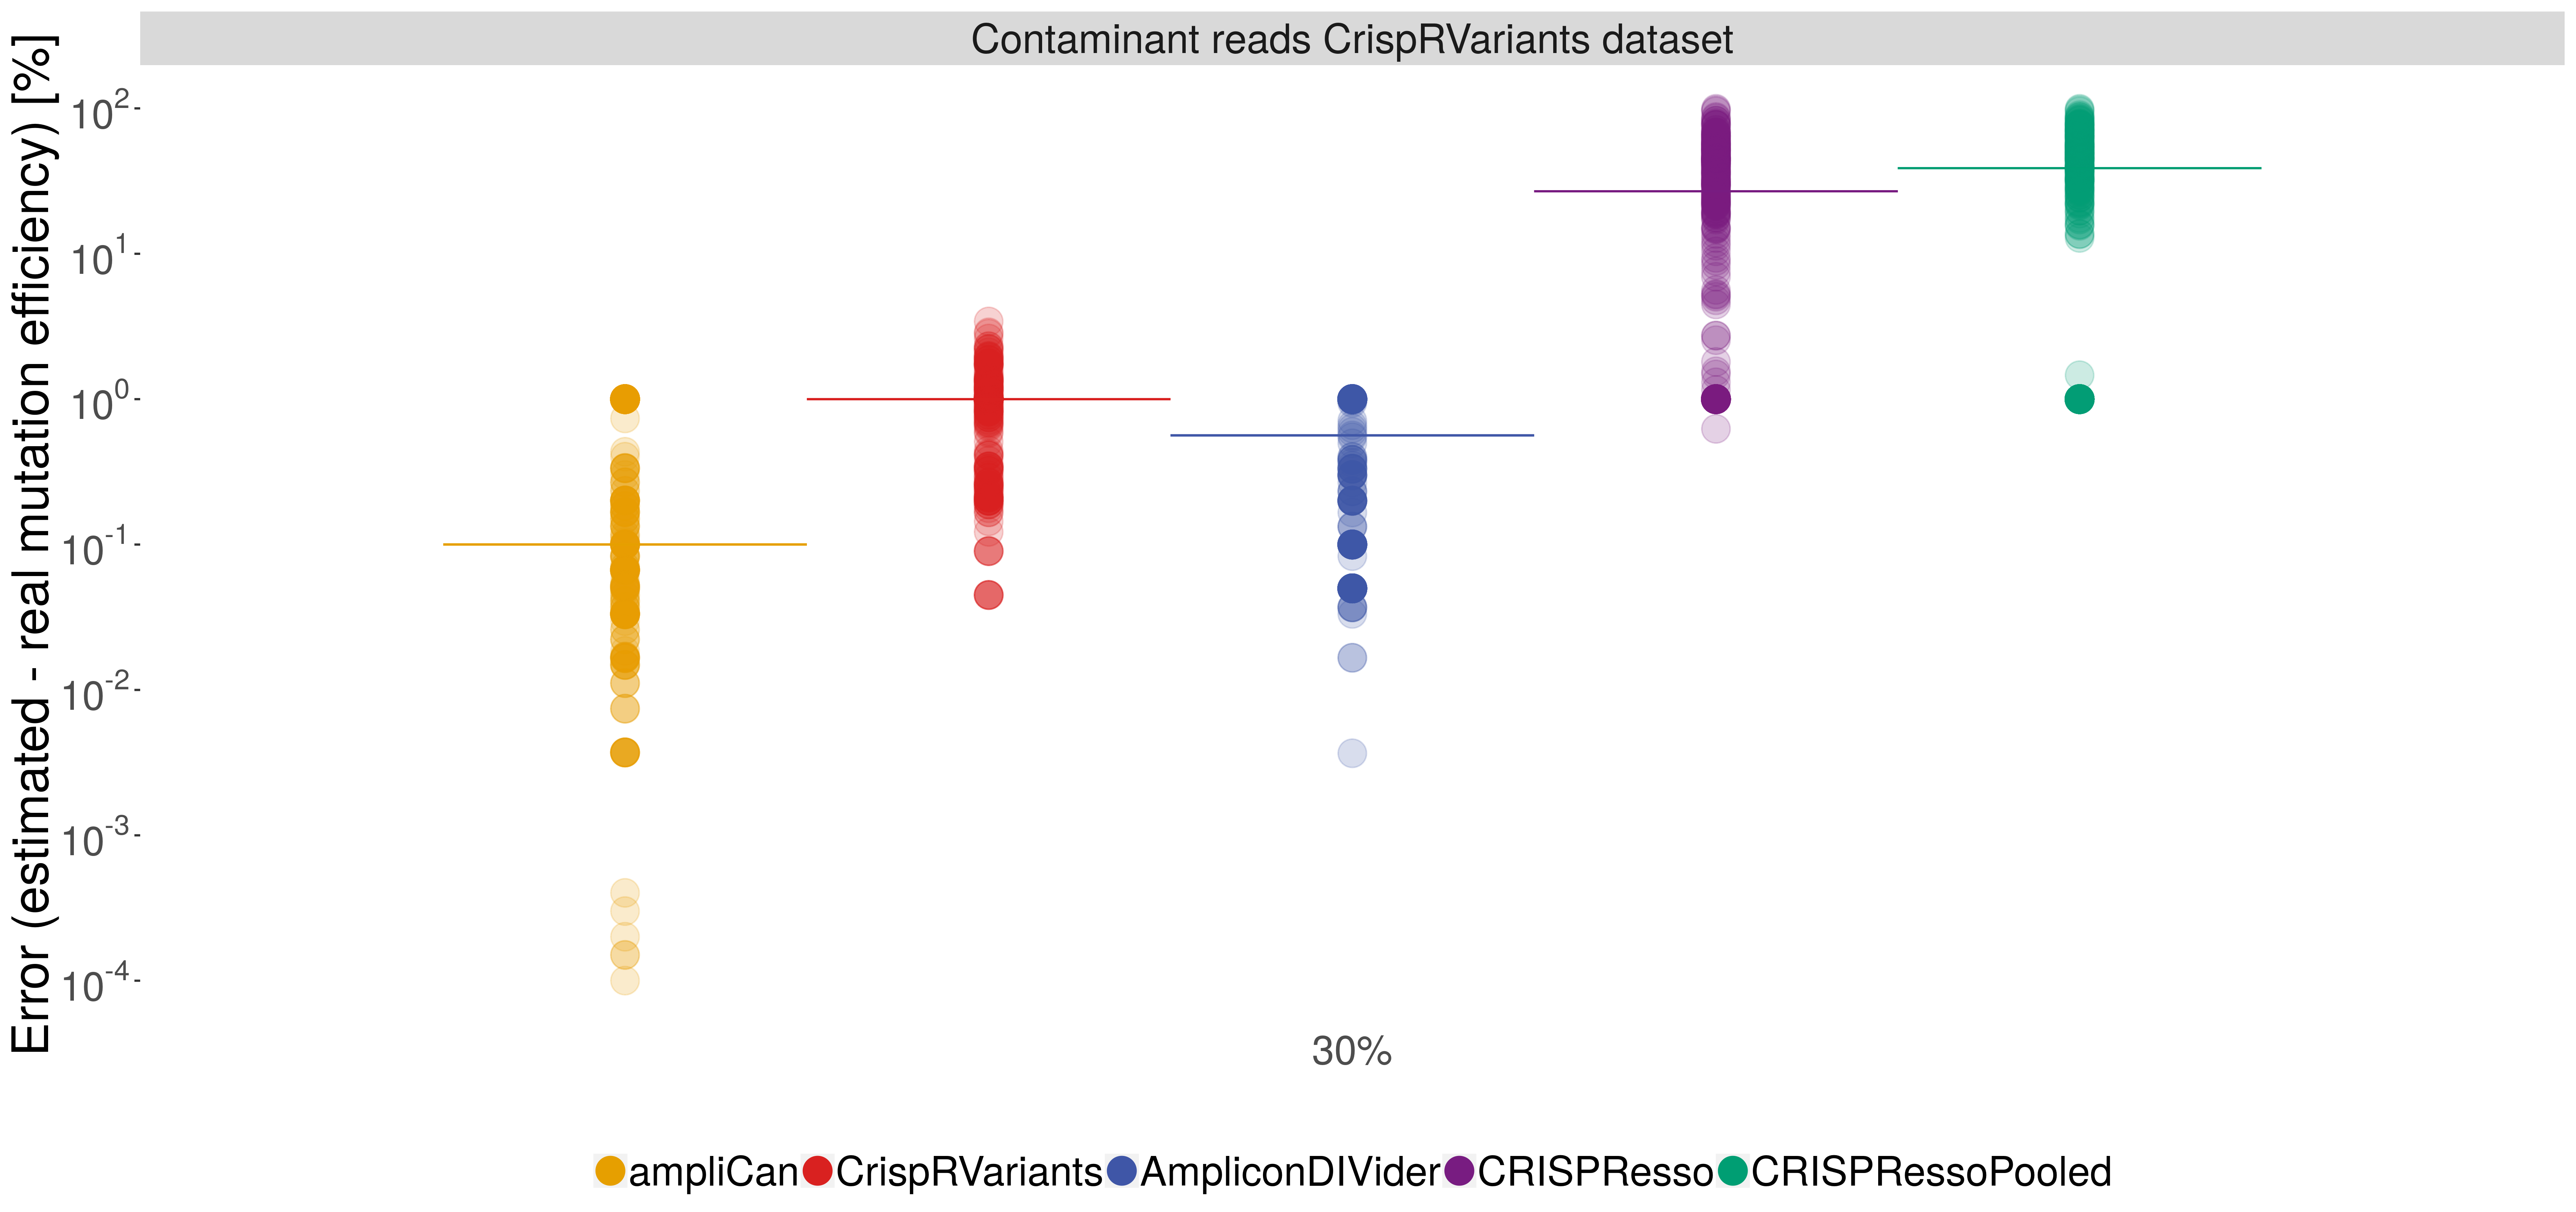 Contaminant reads CrispRVariants dataset
Error (estimated - real mutation efficiency) [%]
10^2
10^1
10^0
10^-1
10^-2
10^-3
10^-4
30%
ampliCan CrispRVariants AmpliconDIVider CRISPResso CRISPRessoPooled